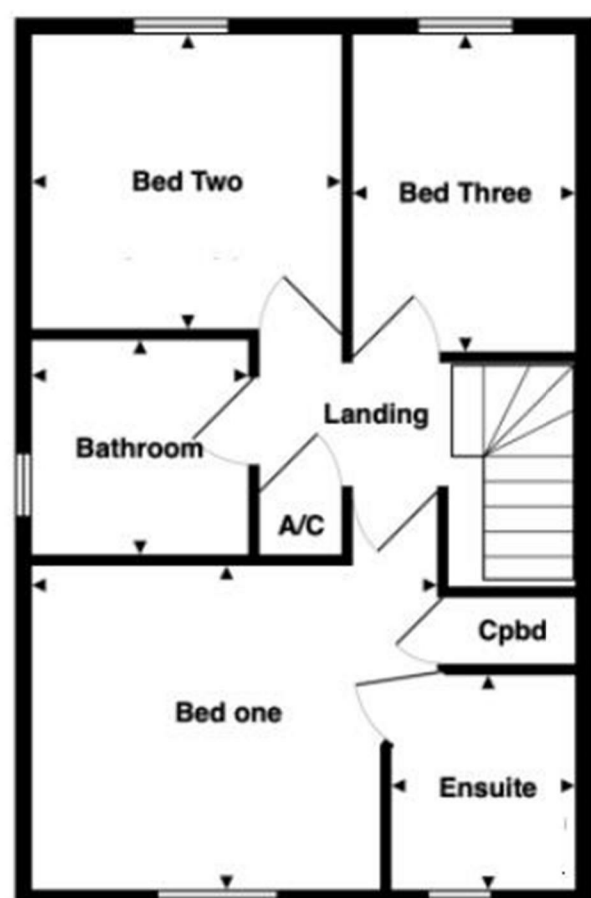 Bed Two
Bed Three
Landing
Bathroom
A/C
Cpbd
Bed one
Ensuite